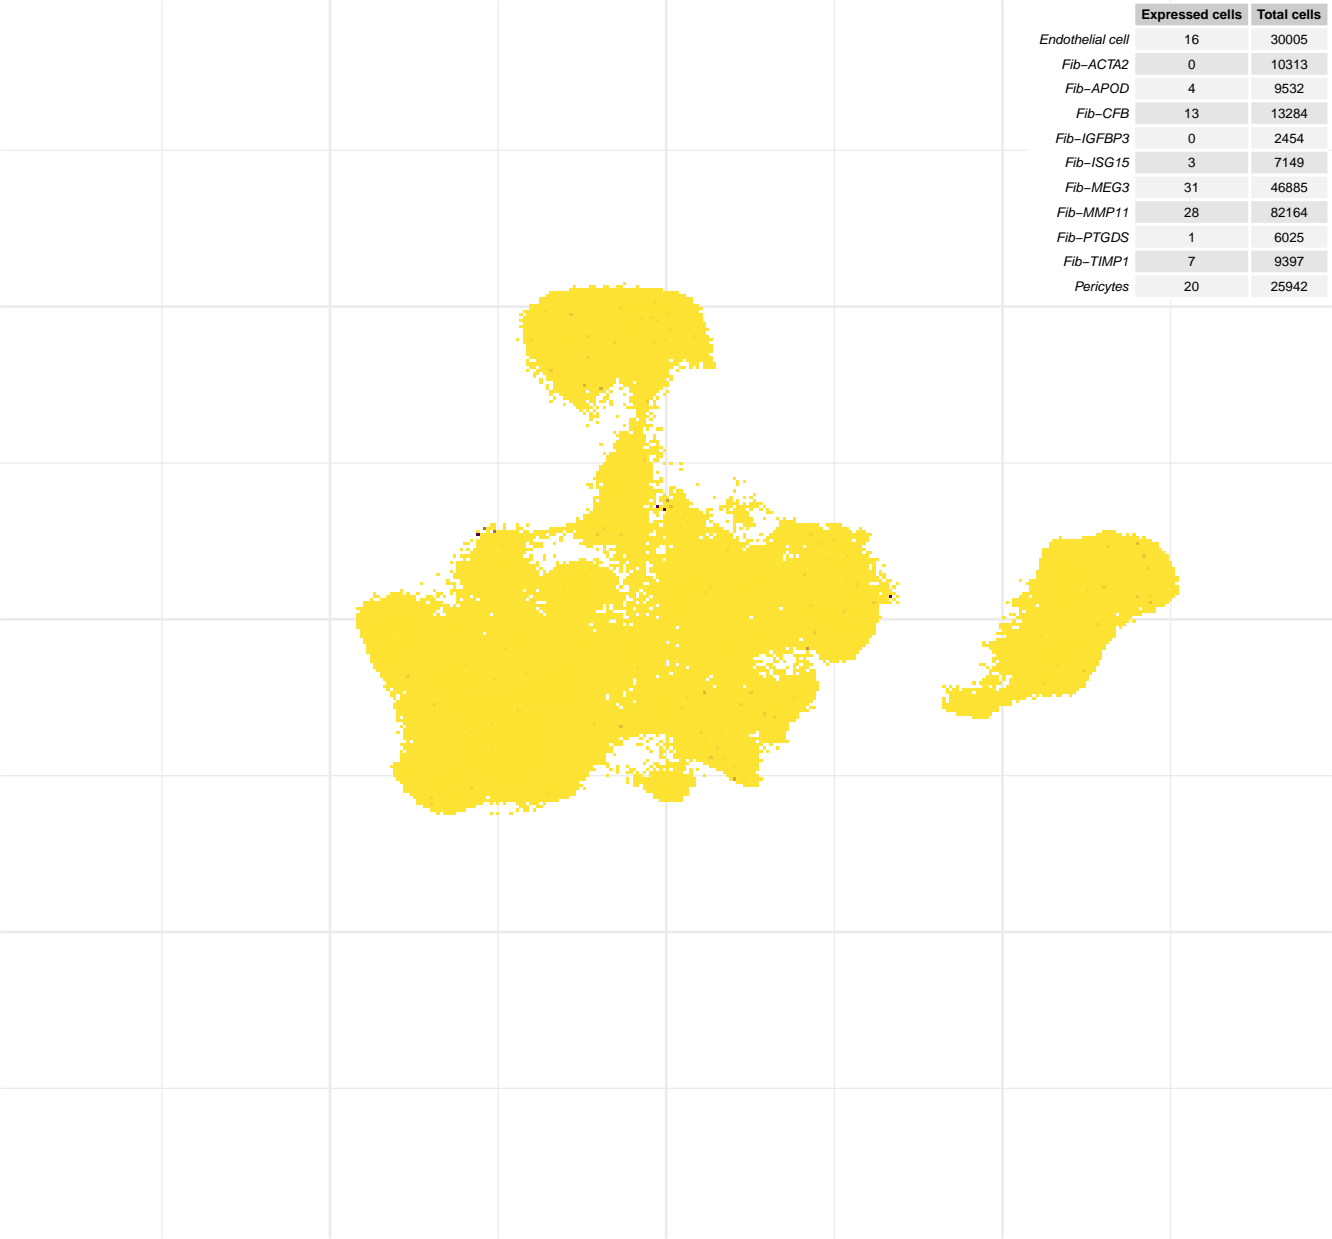 Expressed cells Total cells
Endothelial cell 16 30005
Fib−ACTA2 0 10313
Fib−APOD 4 9532
Fib−CFB 13 13284
Fib−IGFBP3 0 2454
Fib−ISG15 3 7149
Fib−MEG3 31 46885
Fib−MMP11 28 82164
Fib−PTGDS 1 6025
Fib−TIMP1 7 9397
Pericytes 20 25942